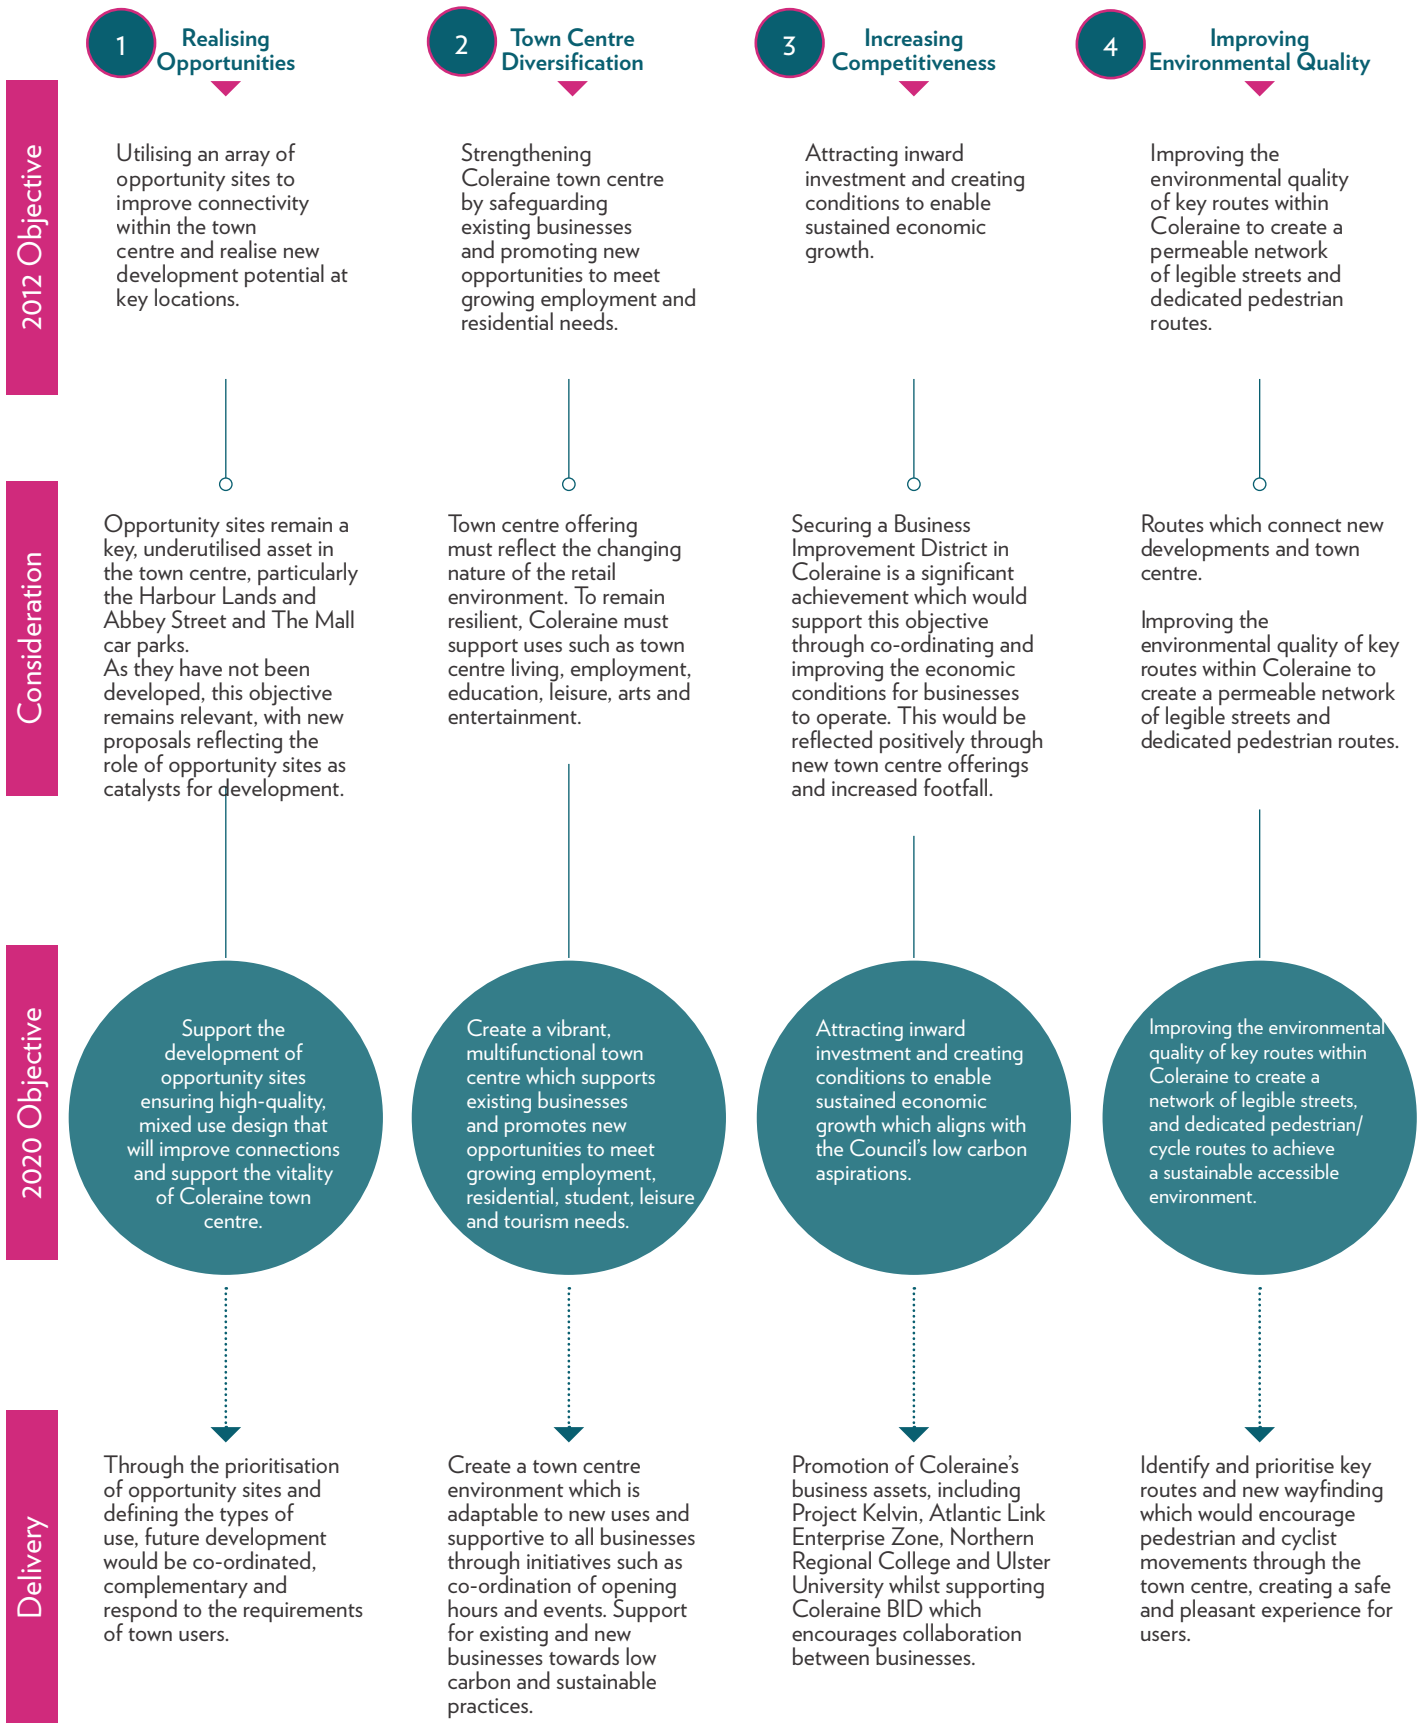 1
Realising
Opportunities
2
Town Centre
Diversification
3
Increasing
Competitiveness
4
Improving
Environmental Quality
2012 Objective
Utilising an array of
opportunity sites to
improve connectivity
within the town
centre and realise new
development potential at
key locations.
Strengthening
Coleraine town centre
by safeguarding
existing businesses
and promoting new
opportunities to meet
growing employment and
residential needs.
Attracting inward
investment and creating
conditions to enable
sustained economic
growth.
Improving the
environmental quality
of key routes within
Coleraine to create a
permeable network
of legible streets and
dedicated pedestrian
routes.
Consideration
Opportunity sites remain a
key, underutilised asset in
the town centre, particularly
the Harbour Lands and
Abbey Street and The Mall
car parks.
As they have not been
developed, this objective
remains relevant, with new
proposals reflecting the
role of opportunity sites as
catalysts for development.
Town centre offering
must reflect the changing
nature of the retail
environment. To remain
resilient, Coleraine must
support uses such as town
centre living, employment,
education, leisure, arts and
entertainment.
Securing a Business
Improvement District in
Coleraine is a significant
achievement which would
support this objective
through co-ordinating and
improving the economic
conditions for businesses
to operate. This would be
reflected positively through
new town centre offerings
and increased footfall.
Routes which connect new
developments and town
centre.
Improving the
environmental quality of key
routes within Coleraine to
create a permeable network
of legible streets and
dedicated pedestrian routes.
2020 Objective
Support the
development of
opportunity sites
ensuring high-quality,
mixed use design that
will improve connections
and support the vitality
of Coleraine town
centre.
Create a vibrant,
multifunctional town
centre which supports
existing businesses
and promotes new
opportunities to meet
growing employment,
residential, student, leisure
and tourism needs.
Attracting inward
investment and creating
conditions to enable
sustained economic
growth which aligns with
the Council's low carbon
aspirations.
Improving the environmental
quality of key routes within
Coleraine to create a
network of legible streets,
and dedicated pedestrian/
cycle routes to achieve
a sustainable accessible
environment.
Delivery
Through the prioritisation
of opportunity sites and
defining the types of
use, future development
would be co-ordinated,
complementary and
respond to the requirements
of town users.
Create a town centre
environment which is
adaptable to new uses and
supportive to all businesses
through initiatives such as
co-ordination of opening
hours and events. Support
for existing and new
businesses towards low
carbon and sustainable
practices.
Promotion of Coleraine's
business assets, including
Project Kelvin, Atlantic Link
Enterprise Zone, Northern
Regional College and Ulster
University whilst supporting
Coleraine BID which
encourages collaboration
between businesses.
Identify and prioritise key
routes and new wayfinding
which would encourage
pedestrian and cyclist
movements through the
town centre, creating a safe
and pleasant experience for
users.